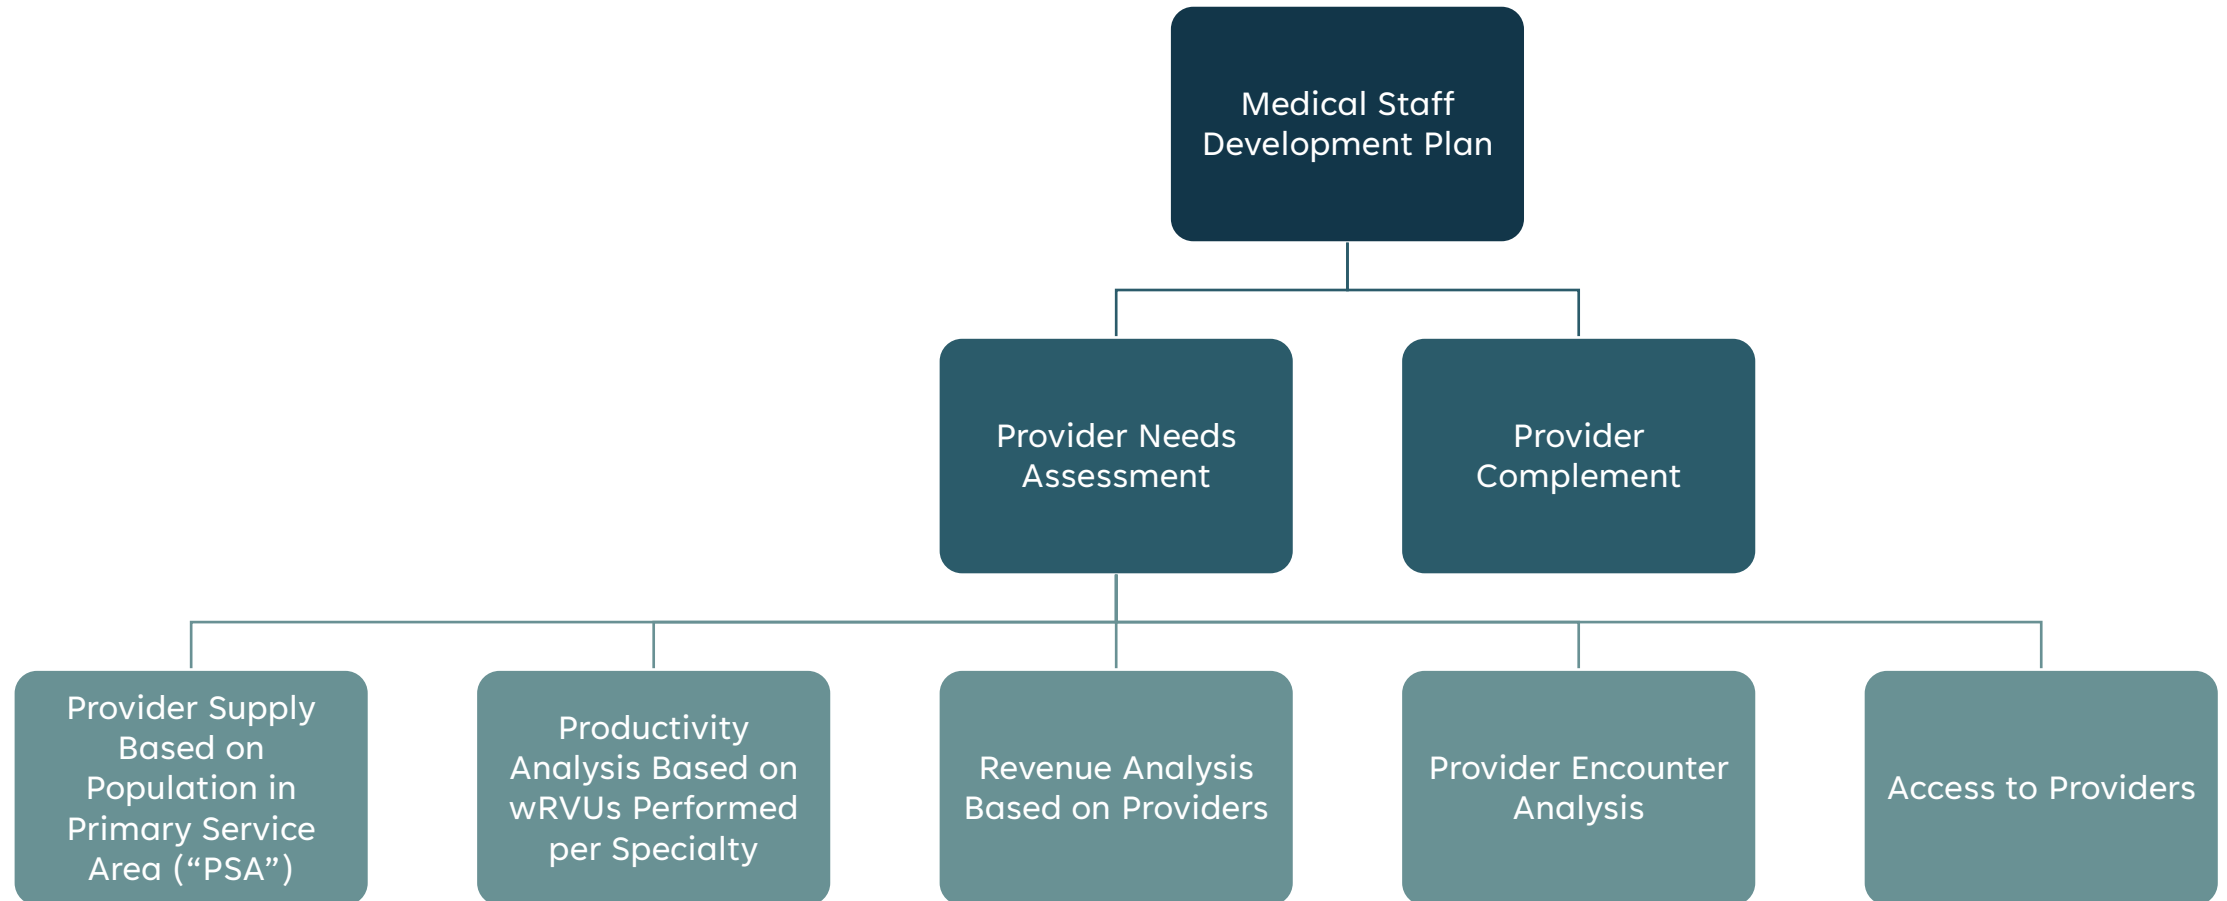 Medical Staff
Development Plan
Provider Needs
Assessment
Provider
Complement
Provider Supply
Based on
Population in
Primary Service
Area (“PSA”)
Productivity
Analysis Based on
wRVUs Performed
per Specialty
Revenue Analysis
Based on Providers
Provider Encounter
Analysis
Access to Providers